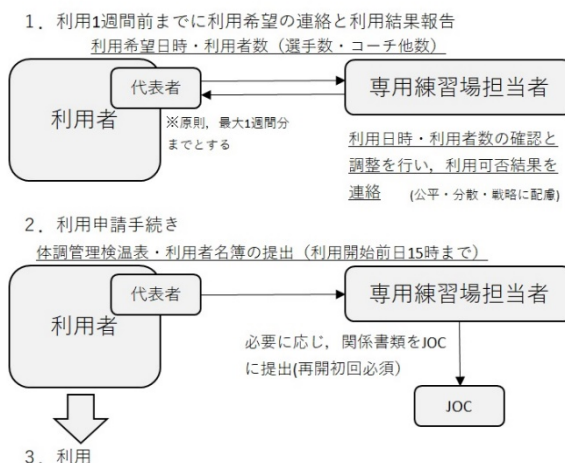 1．利用1週間前までに利用希望の連絡と利用結果報告
利用希望日時・利用者数（選手数・コーチ他数）
代表者
利用者
専用練習場担当者
※原則，最大1週間分
までとする
利用日時・利用者数の確認と
調整を行い，利用可否結果を
連絡 (公平・分散・戦略に配慮)
2．利用申請手続き
体調管理検温表・利用者名簿の提出（利用開始前日15時まで）
代表者
利用者
専用練習場担当者
必要に応じ，関係書類をJOC
に提出(再開初回必須）
JOC
3．利用